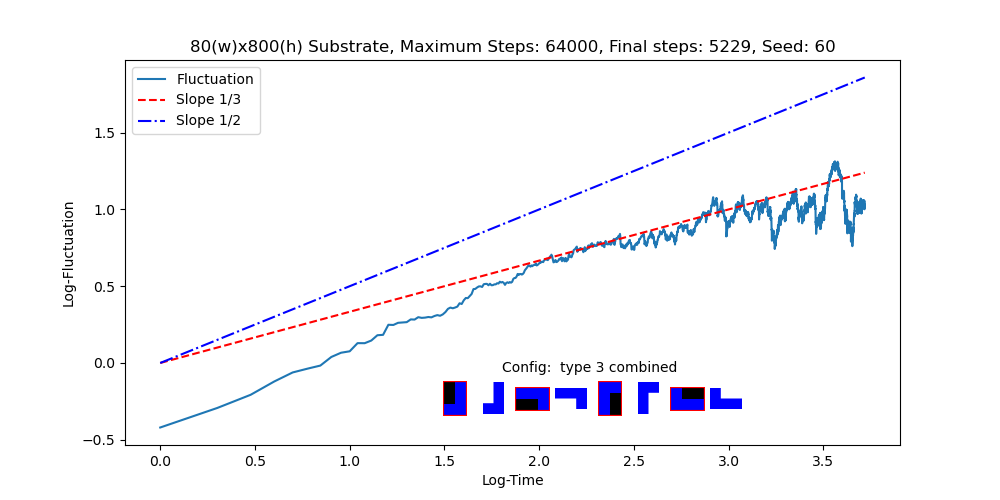 80(w)x800(h) Substrate, Maximum Steps: 64000, Final steps: 5229, Seed: 60
Fluctuation
Slope 1/3
Slope 1/2
1.5
1.0
0.5
0.0
−0.5
Log-Fluctuation
Config:  type 3 combined
0.0 0.5 1.0 1.5 2.0 2.5 3.0 3.5
Log-Time